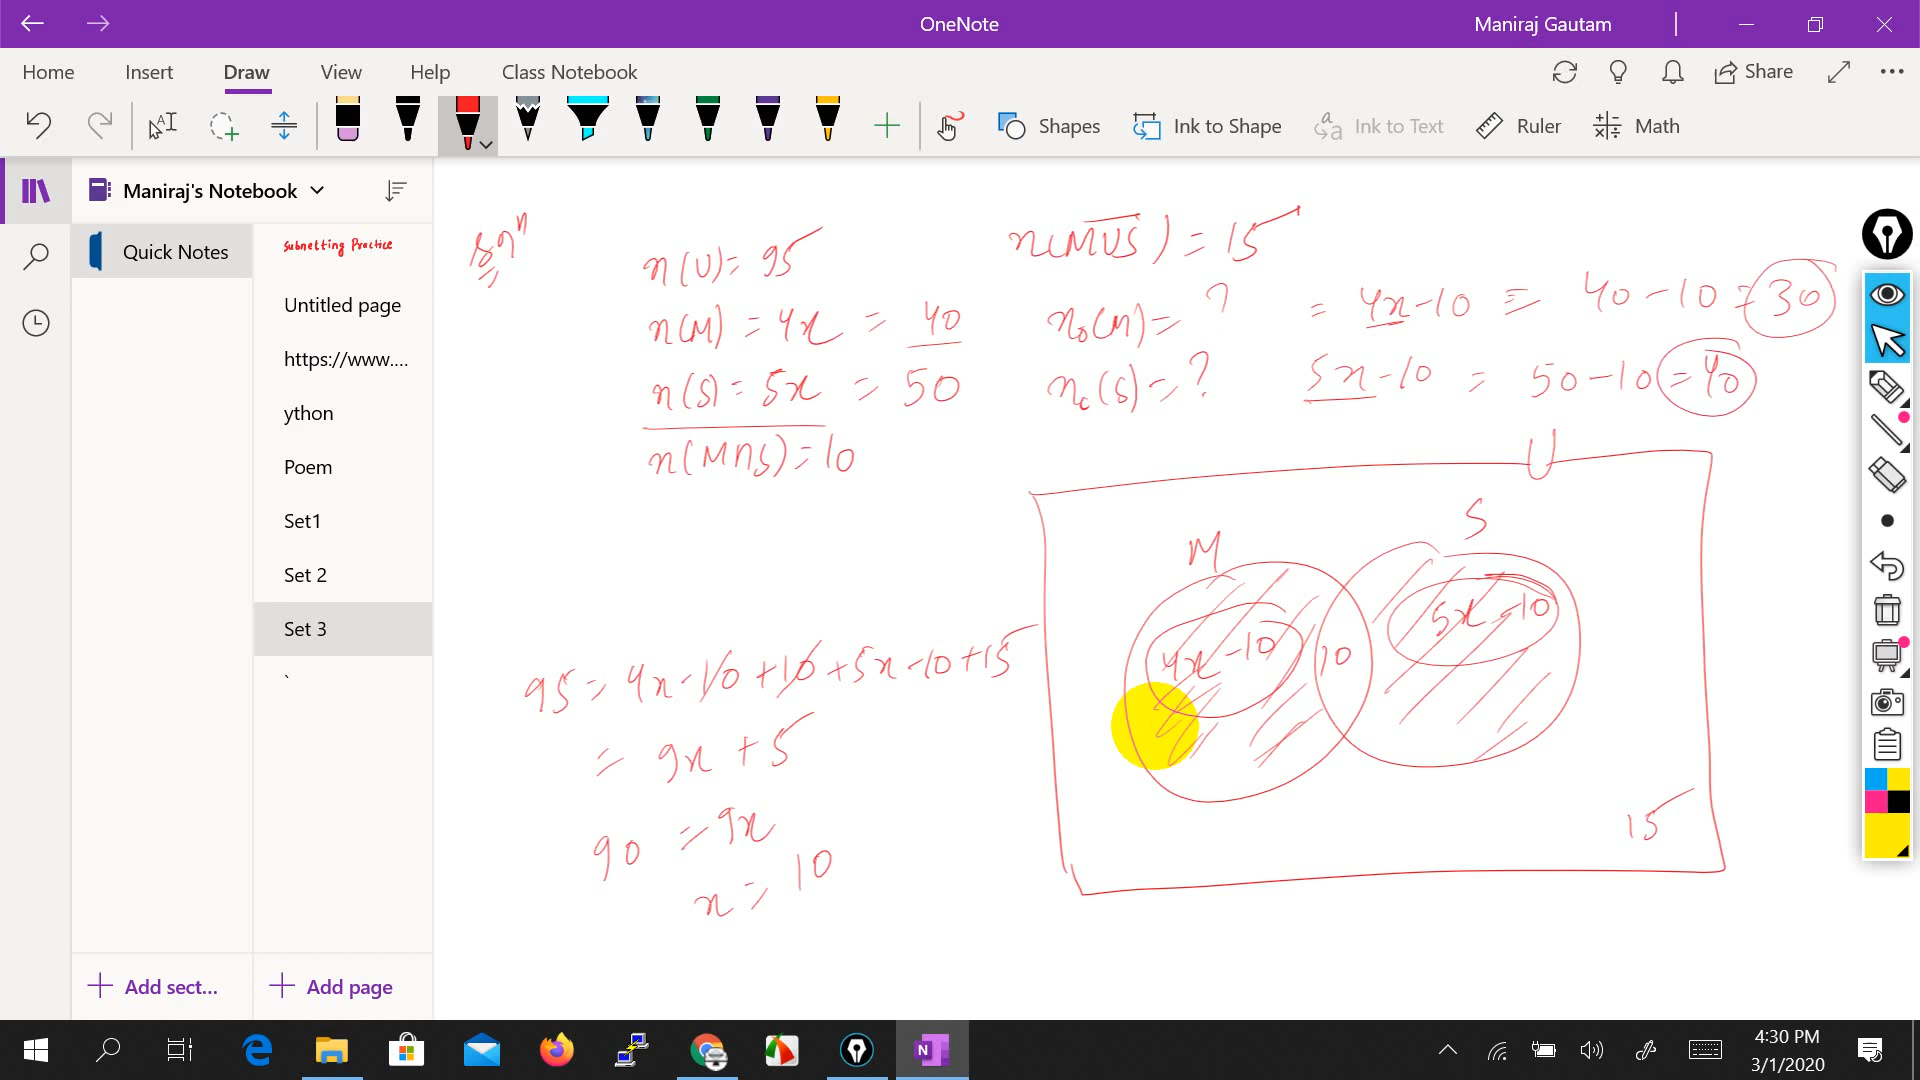 OneNote
Maniraj Gautam
Home Insert Draw View Help Class Notebook
Share
Shapes Ink to Shape Ink to Text Ruler Math
Maniraj's Notebook
Quick Notes
Subnetting Practice
Untitled page
https://www....
ython
Poem
Set1
Set 2
Set 3
`
Add sect...
Add page
n(U) = 95
n(M) = 4x = 40
n(S) = 5x = 50
n(M∩S) = 10
n(M̅U̅S̅) = 15
n₀(M) = ? = 4x-10 = 40-10 = 30
(S) = ? 5x-10 = 50-10 = 40
U
M
S
4x-10
10
5x-10
15
95 = 4x-10+10+5x-10+15
= 9x+5
90 = 9x
x = 10
4:30 PM
3/1/2020